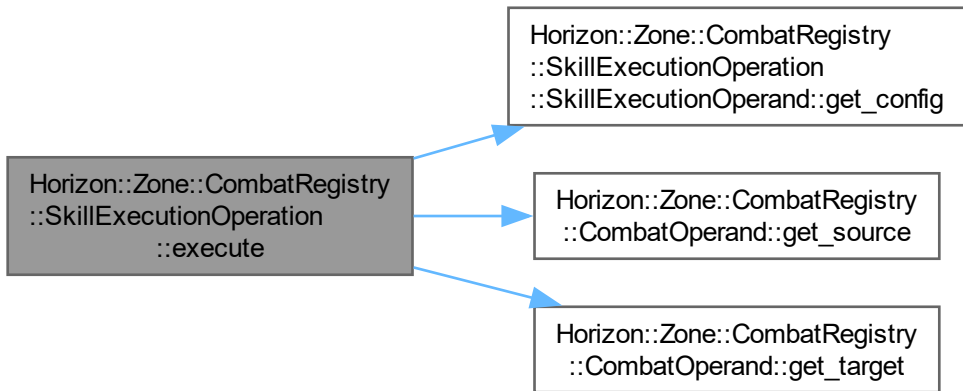 Horizon::Zone::CombatRegistry
::SkillExecutionOperation
::execute
Horizon::Zone::CombatRegistry
::SkillExecutionOperation
::SkillExecutionOperand::get_config
Horizon::Zone::CombatRegistry
::CombatOperand::get_source
Horizon::Zone::CombatRegistry
::CombatOperand::get_target